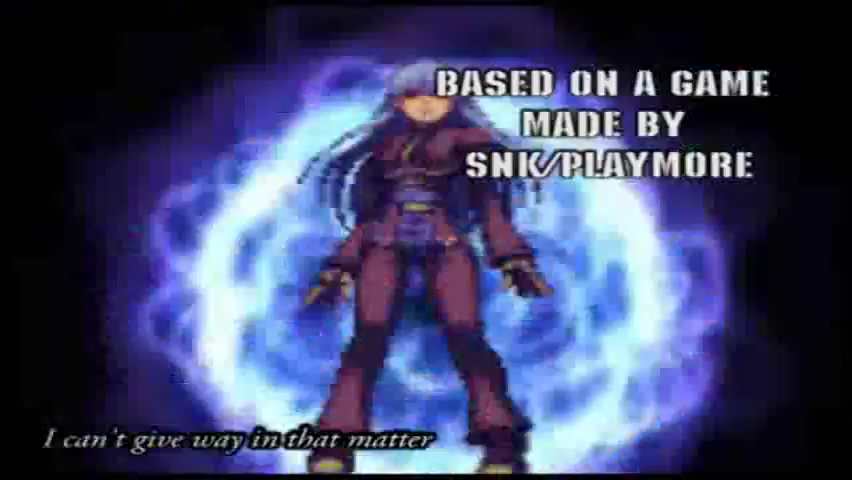 BASED ON A GAME
MADE BY
SNK/PLAYMORE
I can't give way in that matter